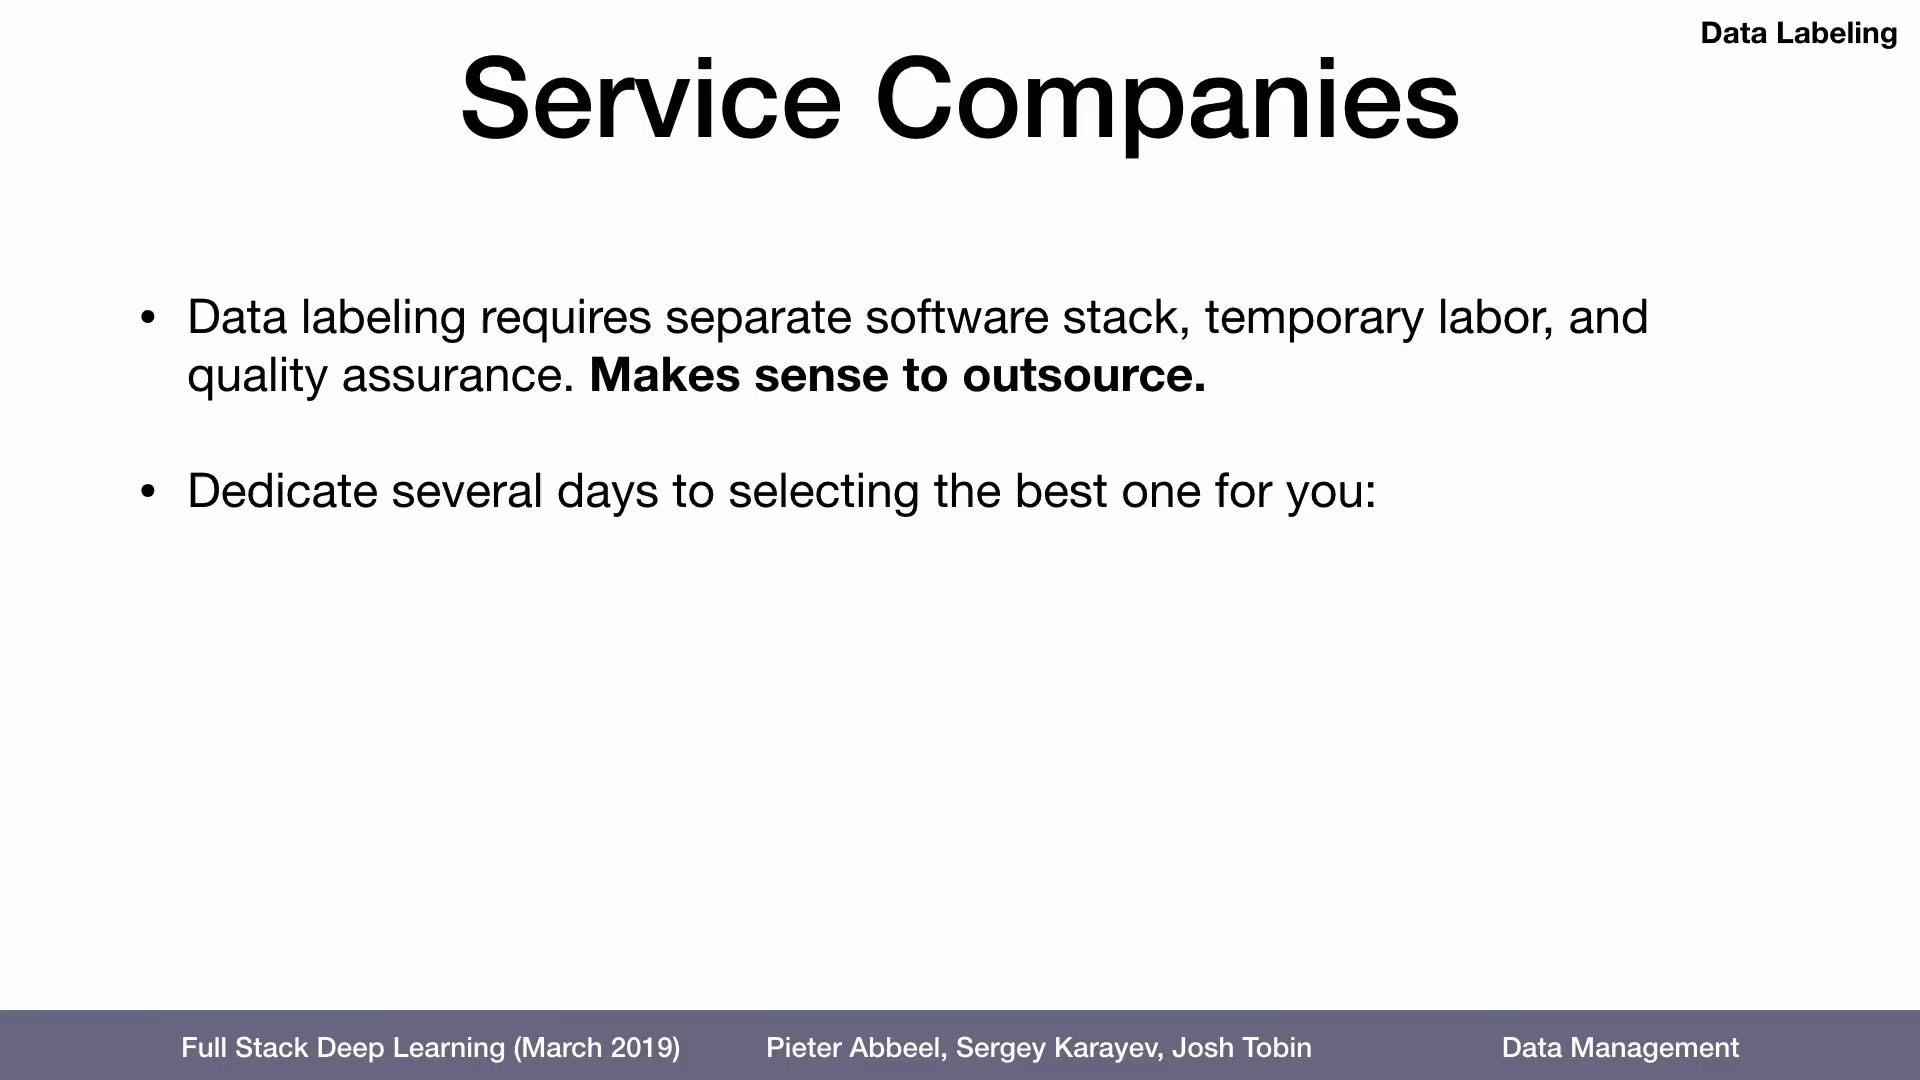 Data Labeling
Service Companies
• Data labeling requires separate software stack, temporary labor, and
quality assurance. Makes sense to outsource.
• Dedicate several days to selecting the best one for you:
Full Stack Deep Learning (March 2019) Pieter Abbeel, Sergey Karayev, Josh Tobin Data Management